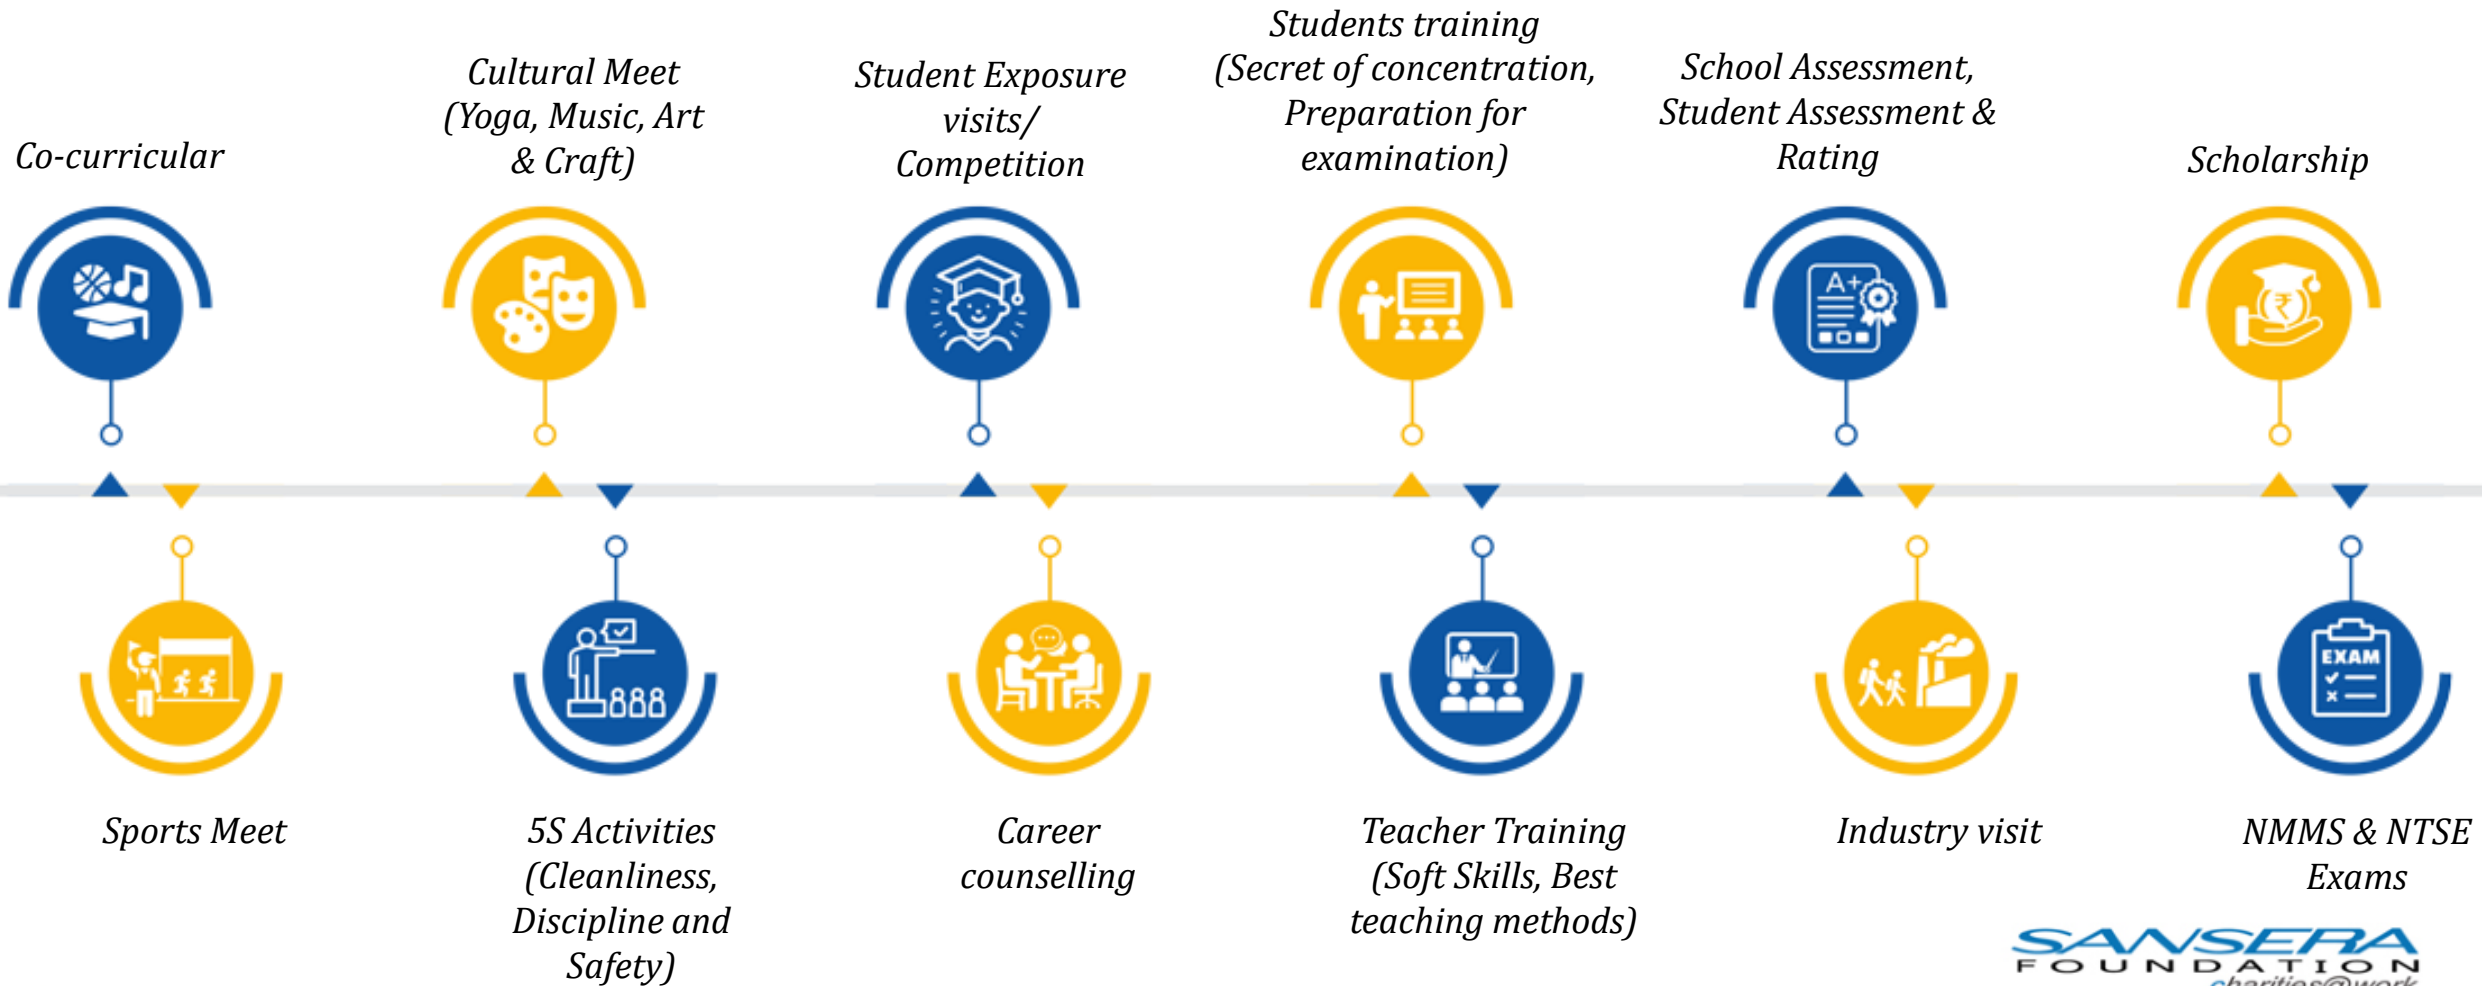 Co-curricular
Cultural Meet
(Yoga, Music, Art
& Craft)
Student Exposure
visits/
Competition
Students training
(Secret of concentration,
Preparation for
examination)
School Assessment,
Student Assessment &
Rating
Scholarship
A+
₹
EXAM
Sports Meet
5S Activities
(Cleanliness,
Discipline and
Safety)
Career
counselling
Teacher Training
(Soft Skills, Best
teaching methods)
Industry visit
NMMS & NTSE
Exams
SANSERA
FOUNDATION
charities@work